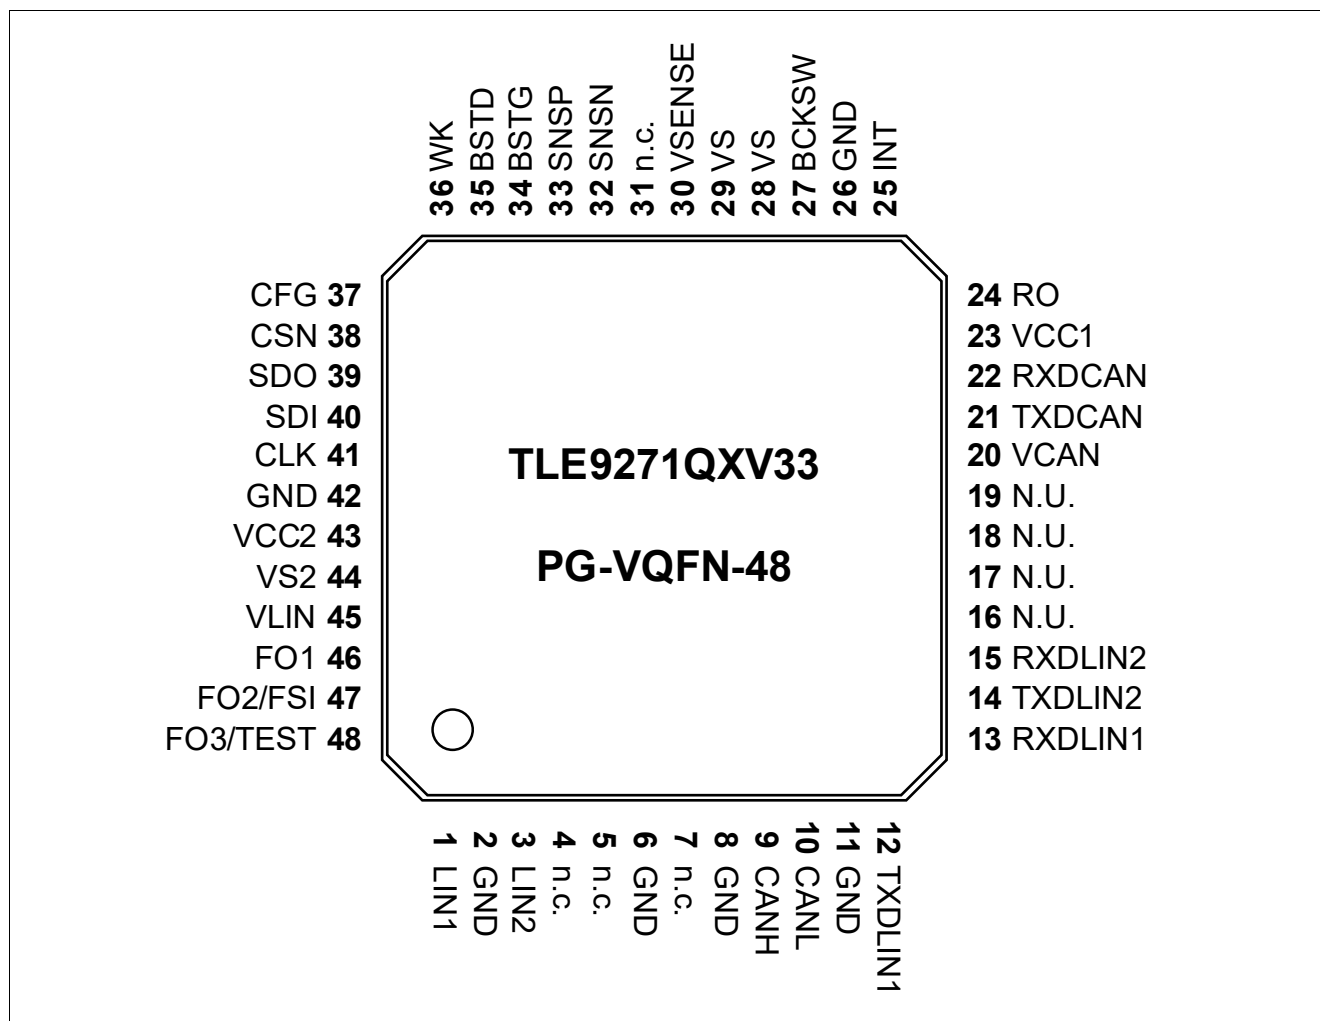 36 WK
35 BSTD
34 BSTG
33 SNSP
32 SNSN
31 n.c.
30 VSENSE
29 VS
28 VS
27 BCKSW
26 GND
25 INT
CFG 37
CSN 38
SDO 39
SDI 40
CLK 41
GND 42
VCC2 43
VS2 44
VLIN 45
FO1 46
FO2/FSI 47
FO3/TEST 48
TLE9271QXV33
PG-VQFN-48
24 RO
23 VCC1
22 RXDCAN
21 TXDCAN
20 VCAN
19 N.U.
18 N.U.
17 N.U.
16 N.U.
15 RXDLIN2
14 TXDLIN2
13 RXDLIN1
1 LIN1
2 GND
3 LIN2
4 n.c.
5 n.c.
6 GND
7 n.c.
8 GND
9 CANH
10 CANL
11 GND
12 TXDLIN1